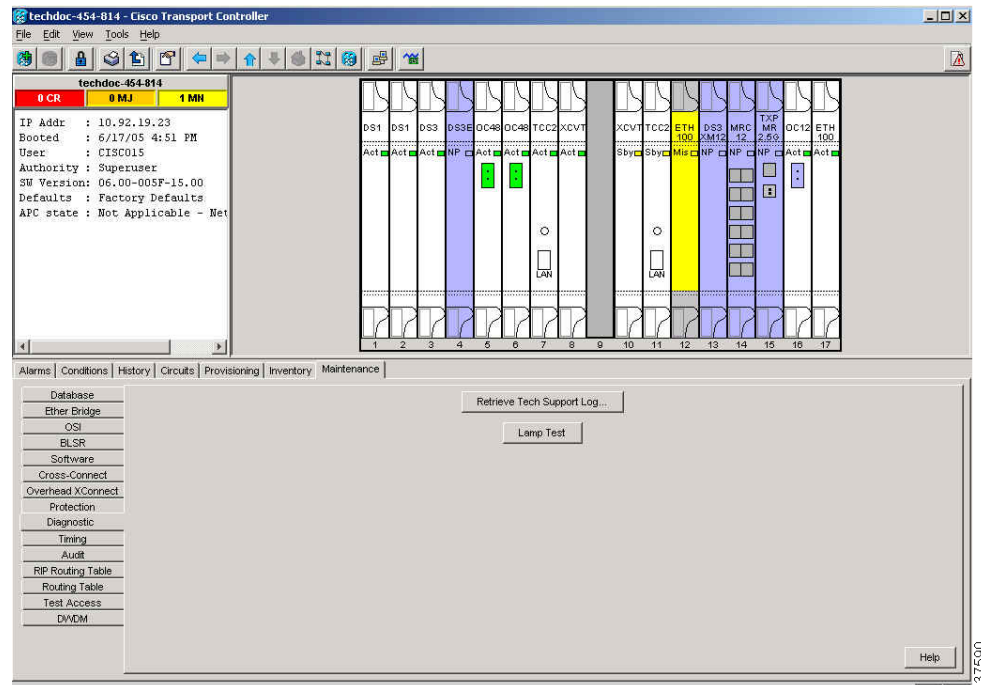 techdoc-454-814 - Cisco Transport Controller
File Edit View Tools Help
techdoc-454-814
0 CR 0 MJ 1 MN
IP Addr : 10.92.19.23
Booted : 6/17/05 4:51 PM
User : CISCO15
Authority : Superuser
SW Version: 06.00-005F-15.00
Defaults : Factory Defaults
APC state : Not Applicable - Net
DS1 DS1 DS3 DS3E OC48 OC48 TCC2 XCVT XCVT TCC2 ETH 100 DS3 XM12 MRC 12 TXP MR 2.5G OC12 ETH 100
Act Act Act NP Act Act Act Act Sby Sby Mis NP NP NP Act Act
LAN LAN
1 2 3 4 5 6 7 8 9 10 11 12 13 14 15 16 17
Alarms Conditions History Circuits Provisioning Inventory Maintenance
Database
Ether Bridge
OSI
BLSR
Software
Cross-Connect
Overhead XConnect
Protection
Diagnostic
Timing
Audit
RIP Routing Table
Routing Table
Test Access
DWDM
Retrieve Tech Support Log...
Lamp Test
Help
37590